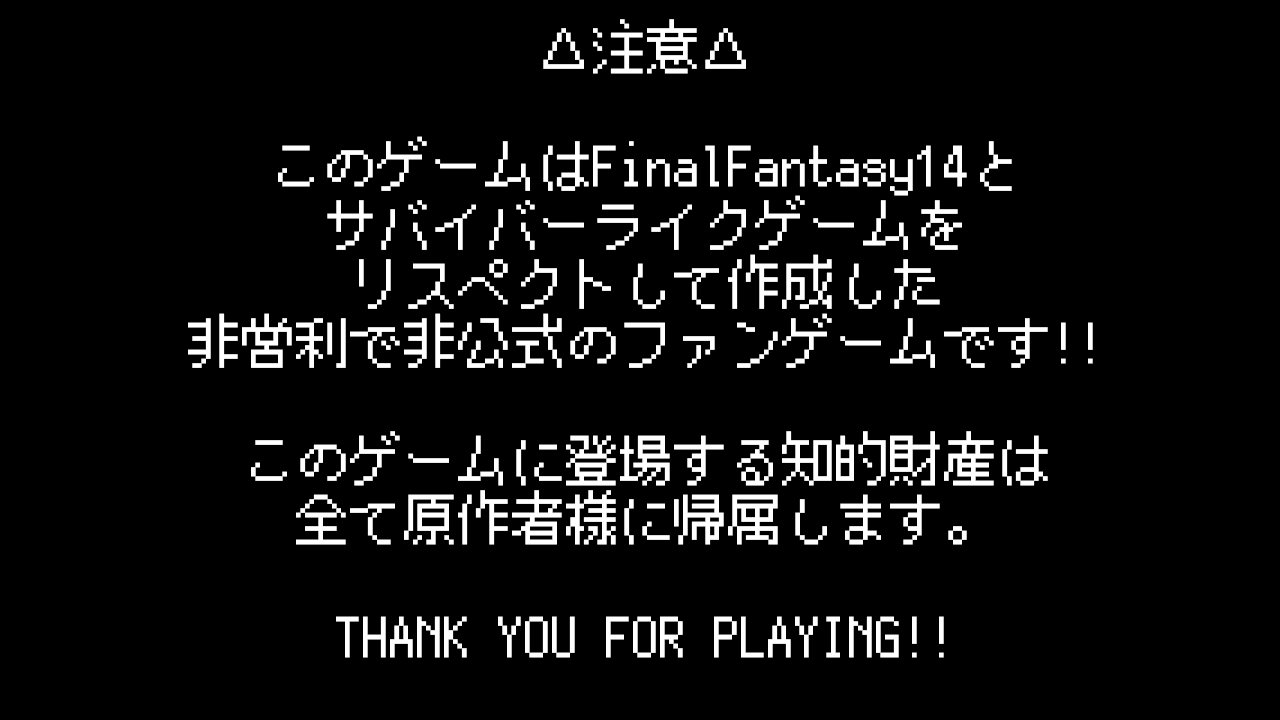 △注意△
このゲームはFinalFantasy14と
サバイバーライクゲームを
リスペクトして作成した
非営利で非公式のファンゲームです!!
このゲームに登場する知的財産は
全て原作者様に帰属します。
THANK YOU FOR PLAYING!!